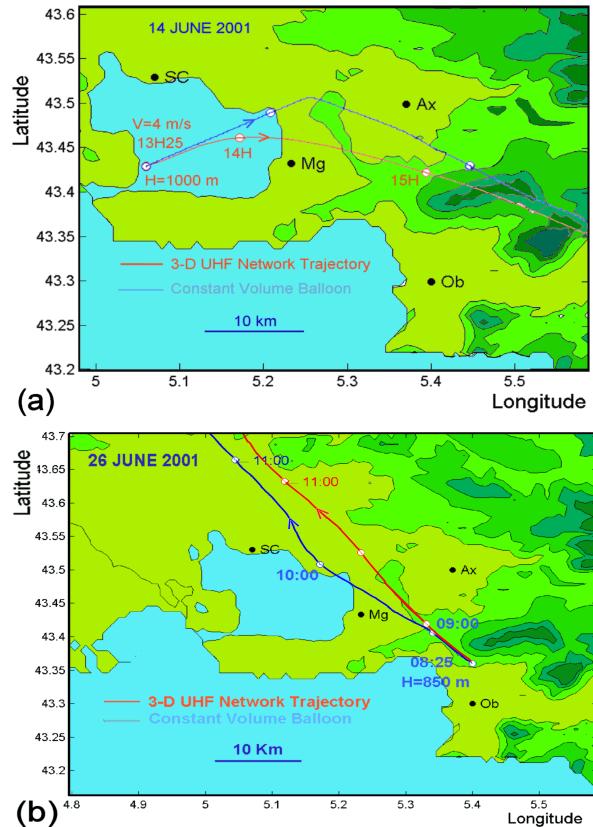 43.6
14 JUNE 2001
43.55
SC
43.5
Ax
V=4 m/s
43.45
13H25
14H
Mg
43.4
H=1000 m
15H
43.35
43.3
3-D UHF Network Trajectory
Ob
Constant Volume Balloon
43.25
10 km
43.2
5
5.1
5.2
5.3
5.4
5.5
Latitude
Longitude
(a)
43.7
26 JUNE 2001
11:00
43.65
11:00
43.6
43.55
SC
43.5
10:00
Ax
43.45
Mg
09:00
43.4
08:25
43.35
H=850 m
43.3
3-D UHF Network Trajectory
Ob
Constant Volume Balloon
43.25
10 Km
43.2
4.8
4.9
5
5.1
5.2
5.3
5.4
5.5
Latitude
Longitude
(b)